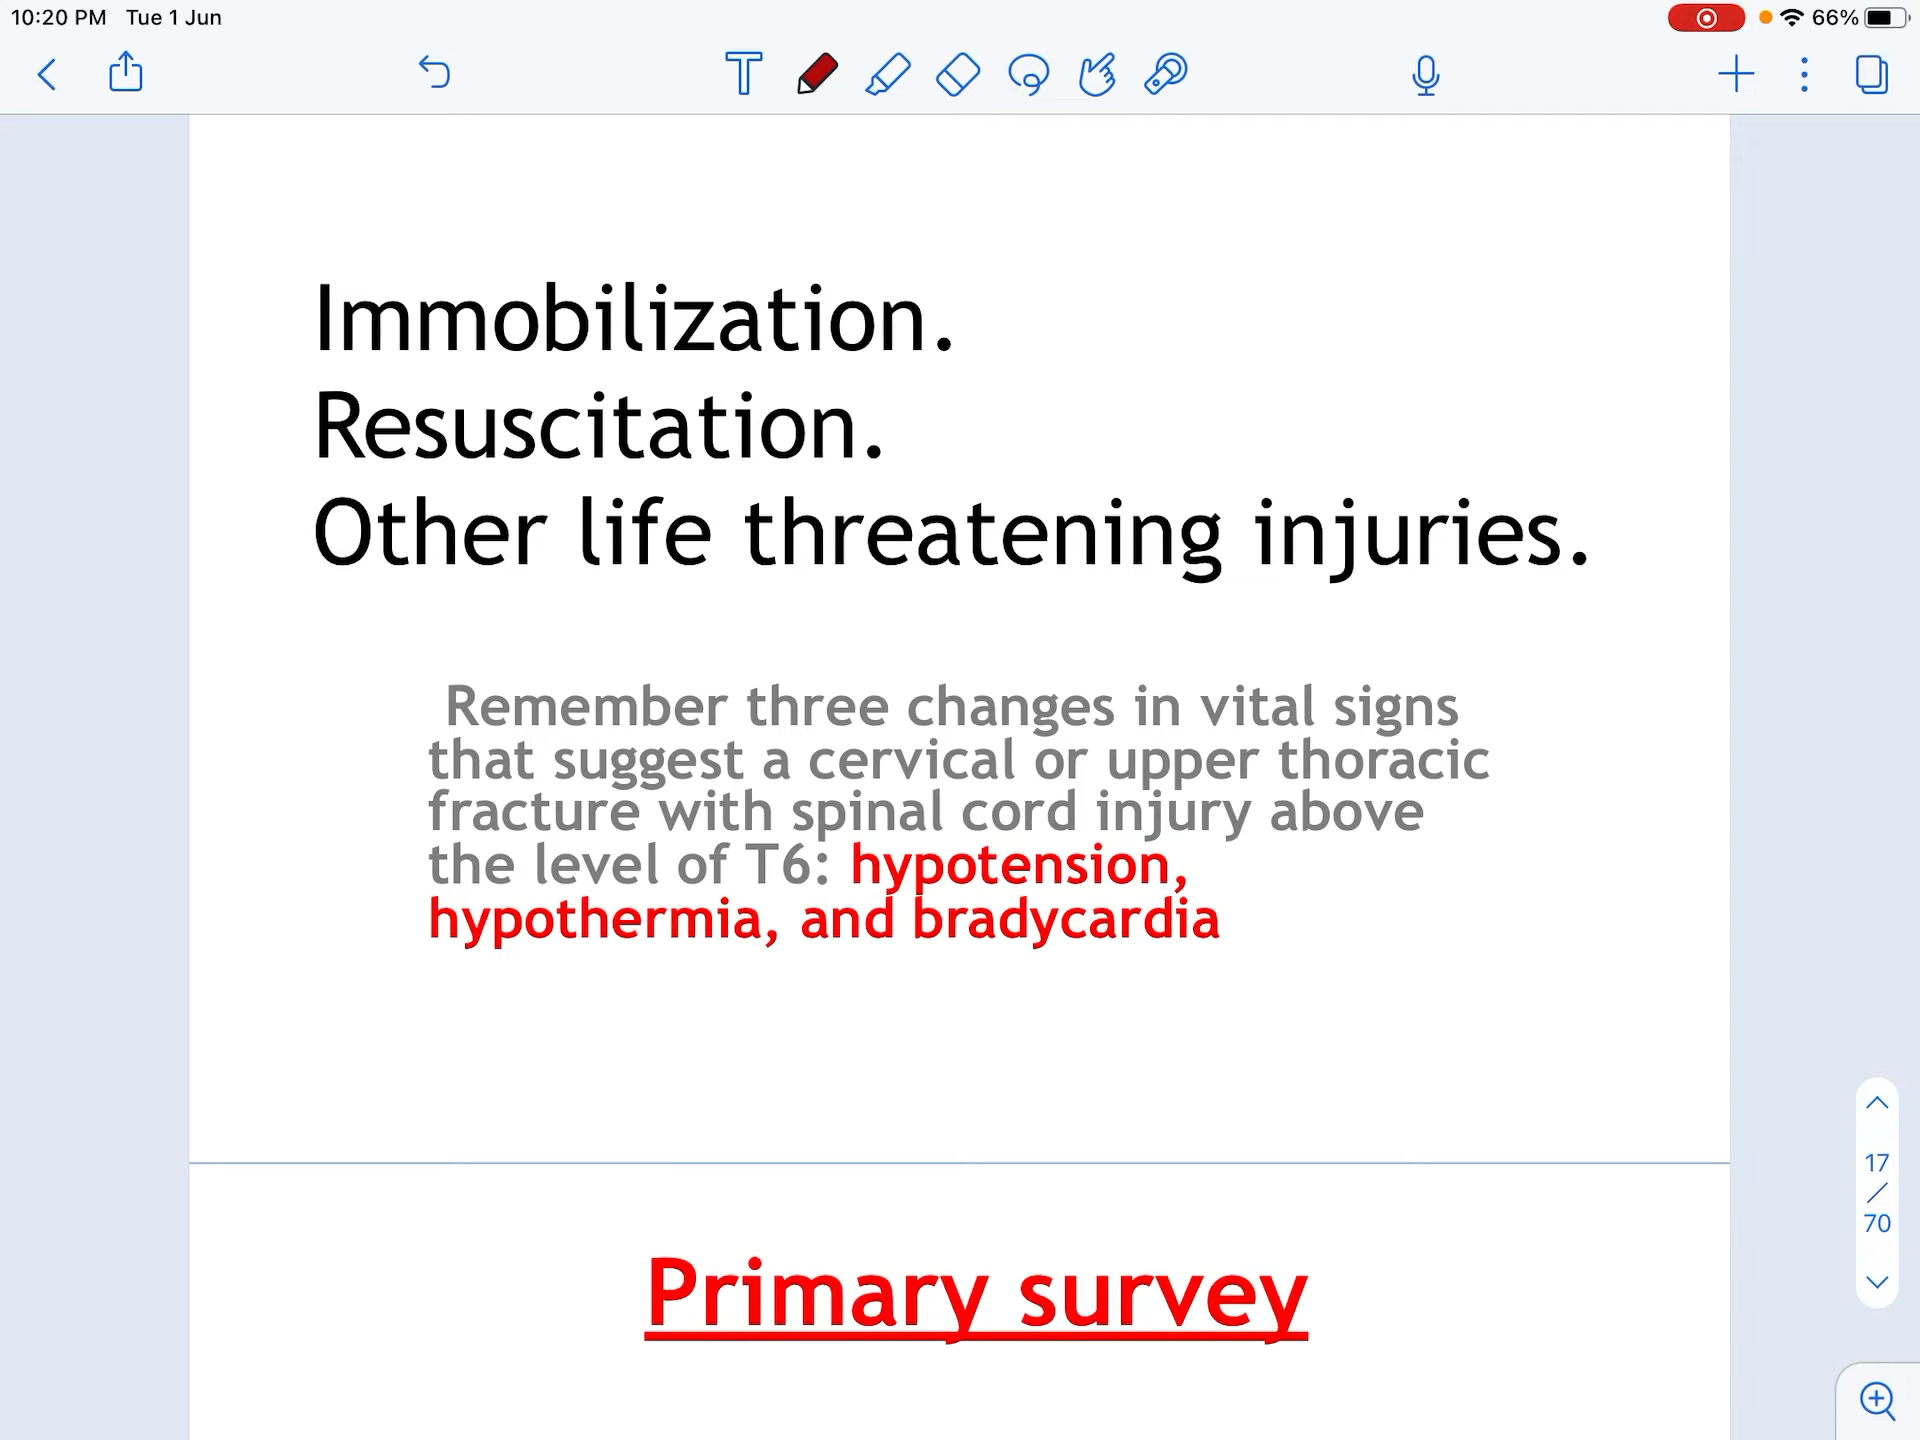 10:20 PM Tue 1 Jun
66%
T
Immobilization.
Resuscitation.
Other life threatening injuries.
Remember three changes in vital signs
that suggest a cervical or upper thoracic
fracture with spinal cord injury above
the level of T6: hypotension,
hypothermia, and bradycardia
17
/
70
Primary survey